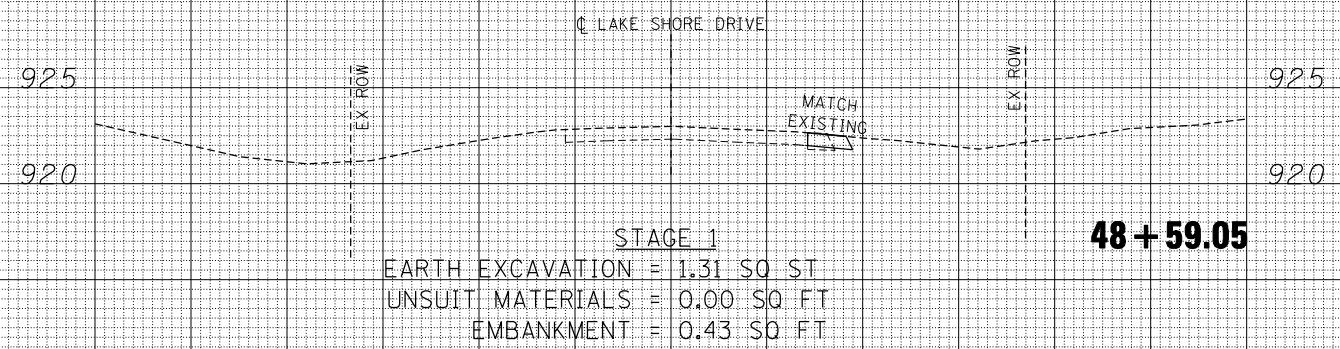 ℄ LAKE SHORE DRIVE
EX ROW
EX ROW
925
925
MATCH
EXISTING
920
920
48 + 59.05
STAGE 1
EARTH EXCAVATION = 1.31 SQ ST
UNSUIT MATERIALS = 0.00 SQ FT
EMBANKMENT = 0.43 SQ FT